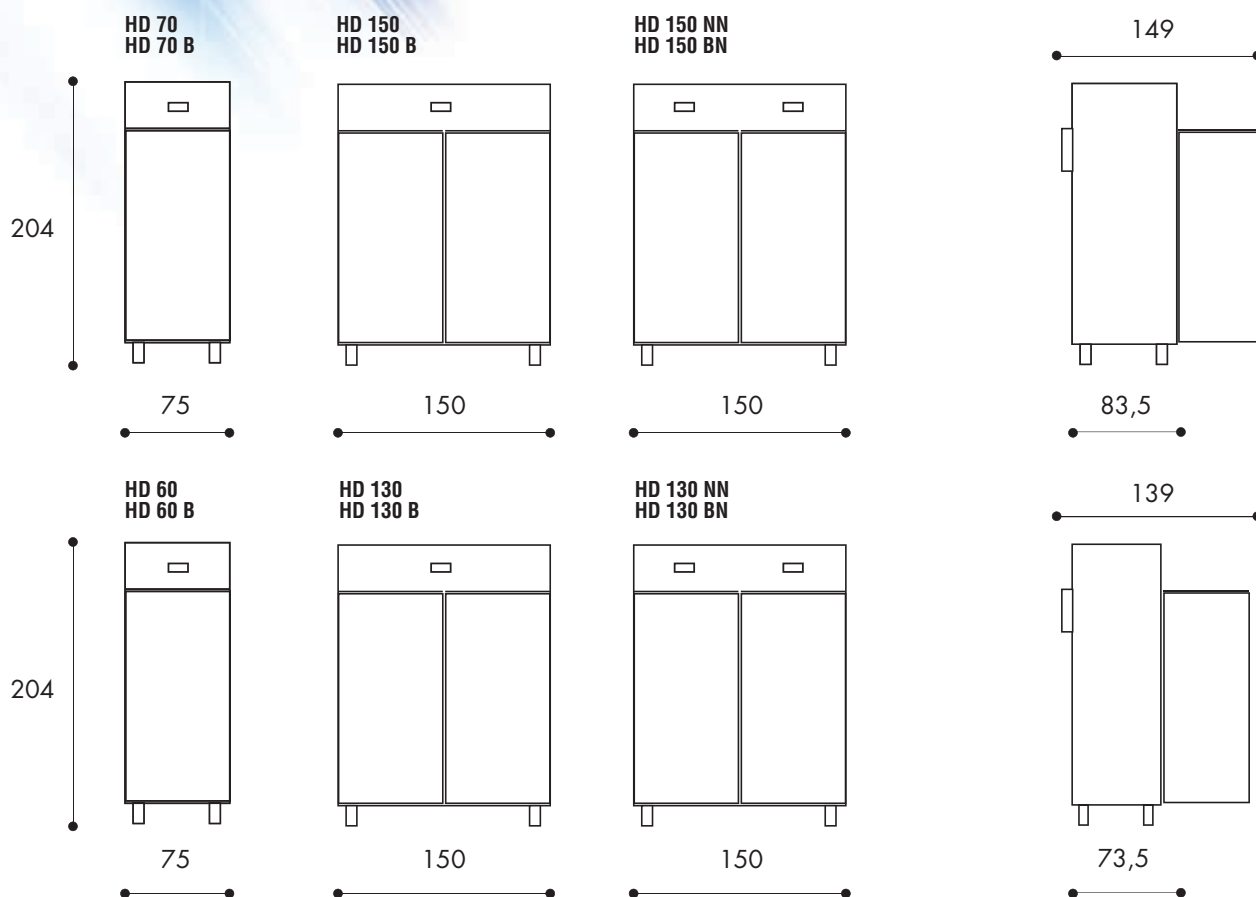 HD 70
HD 70 B
HD 150
HD 150 B
HD 150 NN
HD 150 BN
149
204
75
150
150
83,5
HD 60
HD 60 B
HD 130
HD 130 B
HD 130 NN
HD 130 BN
139
204
75
150
150
73,5